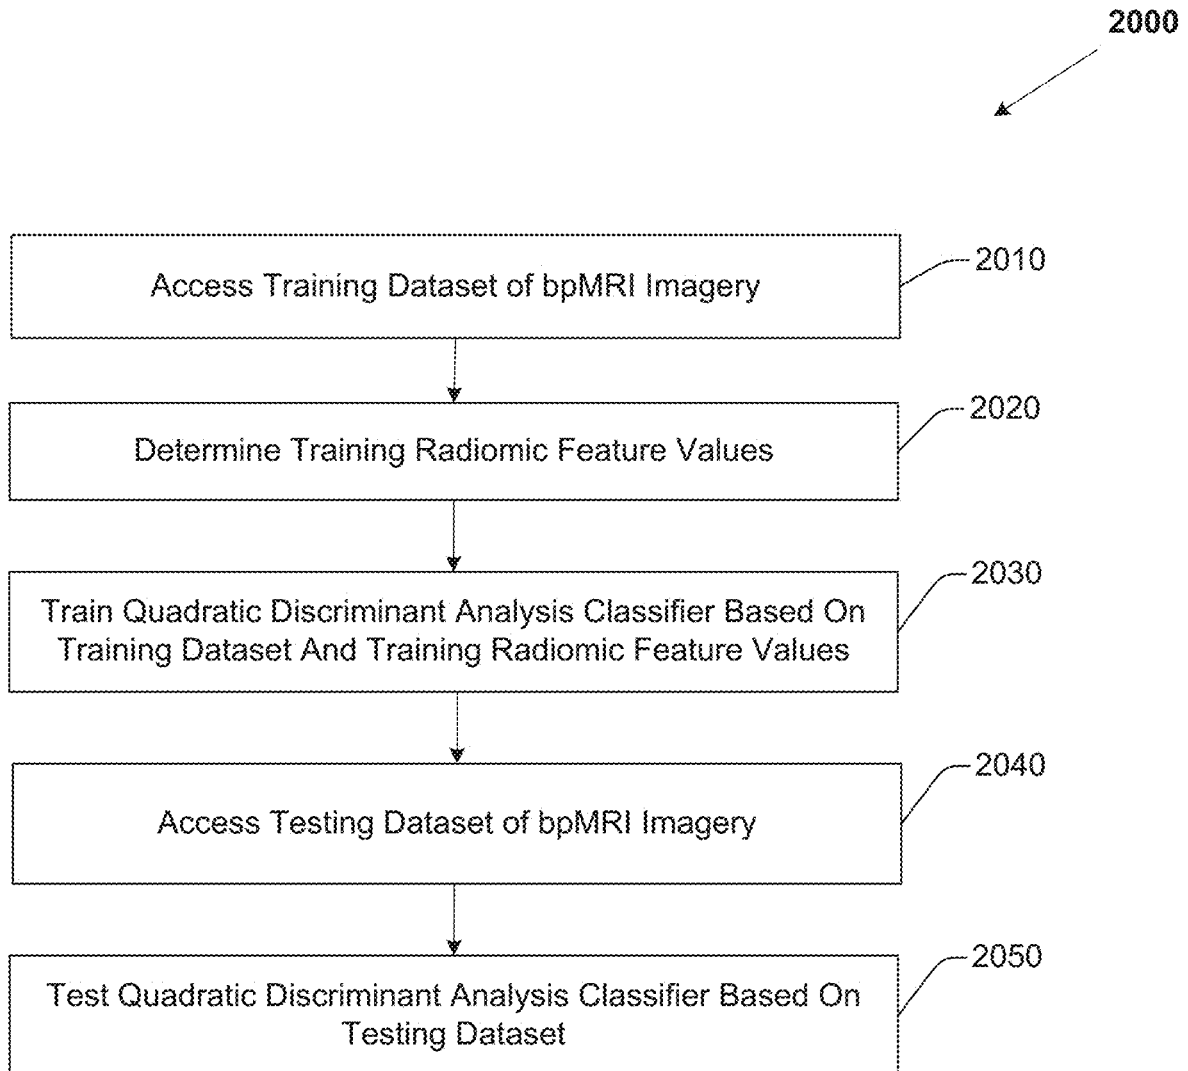 2000
Access Training Dataset of bpMRI Imagery
2010
Determine Training Radiomic Feature Values
2020
Train Quadratic Discriminant Analysis Classifier Based On
Training Dataset And Training Radiomic Feature Values
2030
Access Testing Dataset of bpMRI Imagery
2040
Test Quadratic Discriminant Analysis Classifier Based On
Testing Dataset
2050